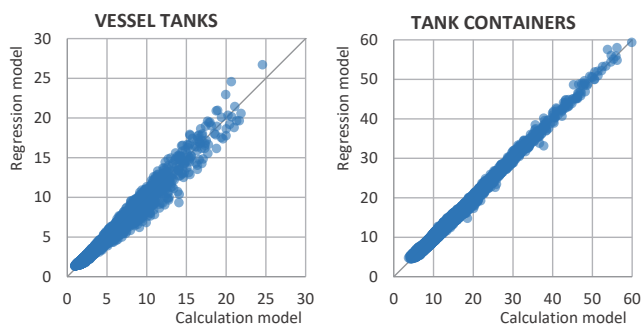 VESSEL TANKS
Regression model
30
25
20
15
10
5
0
0 5 10 15 20 25 30
Calculation model
TANK CONTAINERS
Regression model
60
50
40
30
20
10
0
0 10 20 30 40 50 60
Calculation model